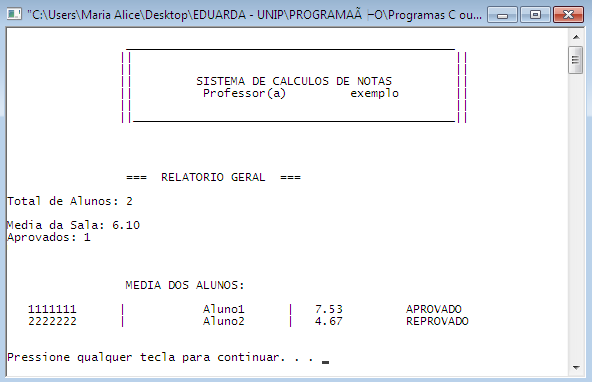 "C:\Users\Maria Alice\Desktop\EDUARDA - UNIP\PROGRAMAÃ├O\Programas C ou...
SISTEMA DE CALCULOS DE NOTAS
Professor(a) exemplo
=== RELATORIO GERAL ===
Total de Alunos: 2
Media da Sala: 6.10
Aprovados: 1
MEDIA DOS ALUNOS:
1111111 | Aluno1 | 7.53 APROVADO
2222222 | Aluno2 | 4.67 REPROVADO
Pressione qualquer tecla para continuar. . . _